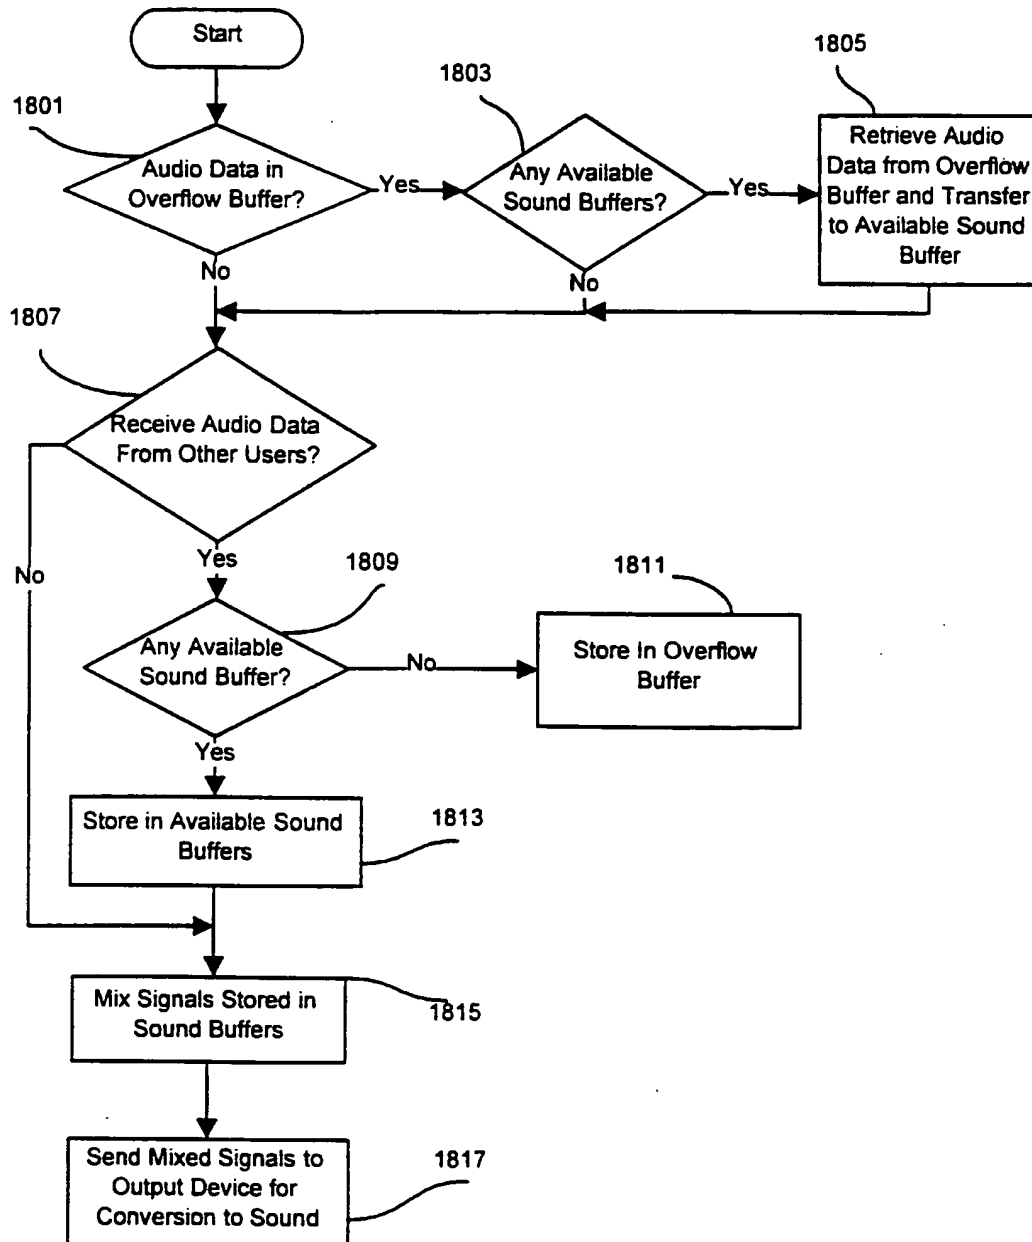 Start
1801
1803
1805
Audio Data in
Overflow Buffer?
Yes
Any Available
Sound Buffers?
Yes
Retrieve Audio
Data from Overflow
Buffer and Transfer
to Available Sound
Buffer
No
No
1807
Receive Audio Data
From Other Users?
No
Yes
1809
1811
Any Available
Sound Buffer?
No
Store In Overflow
Buffer
Yes
Store in Available Sound
Buffers
1813
Mix Signals Stored in
Sound Buffers
1815
Send Mixed Signals to
Output Device for
Conversion to Sound
1817